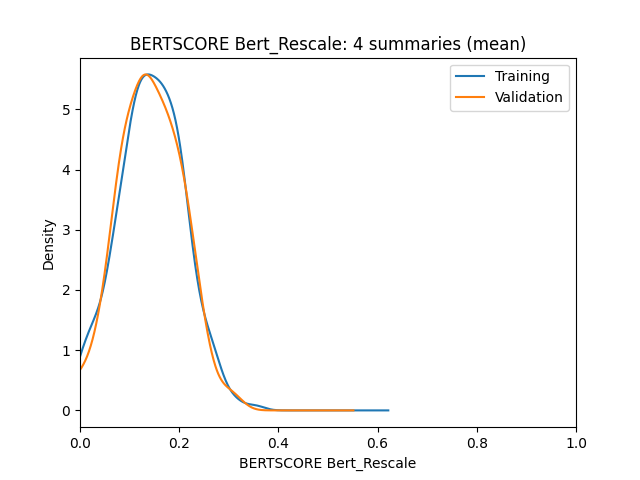 BERTSCORE Bert_Rescale: 4 summaries (mean)
Training
Validation
Density
5
4
3
2
1
0
0.0 0.2 0.4 0.6 0.8 1.0
BERTSCORE Bert_Rescale